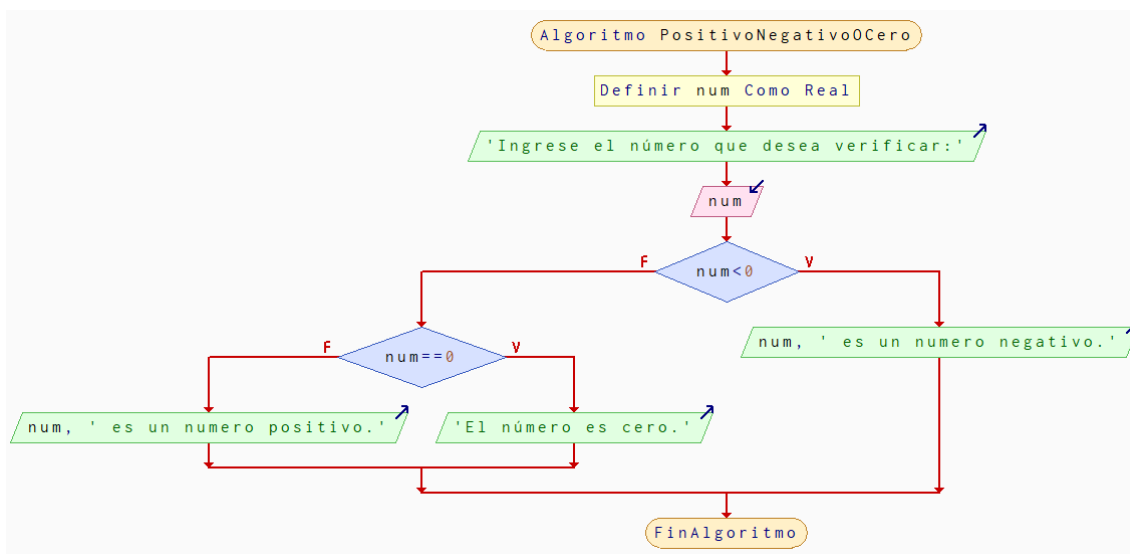 Algoritmo PositivoNegativoOCero
Definir num Como Real
'Ingrese el número que desea verificar:'
num
F
num<0
V
num, ' es un numero negativo.'
F
num==0
V
num, ' es un numero positivo.'
'El número es cero.'
FinAlgoritmo